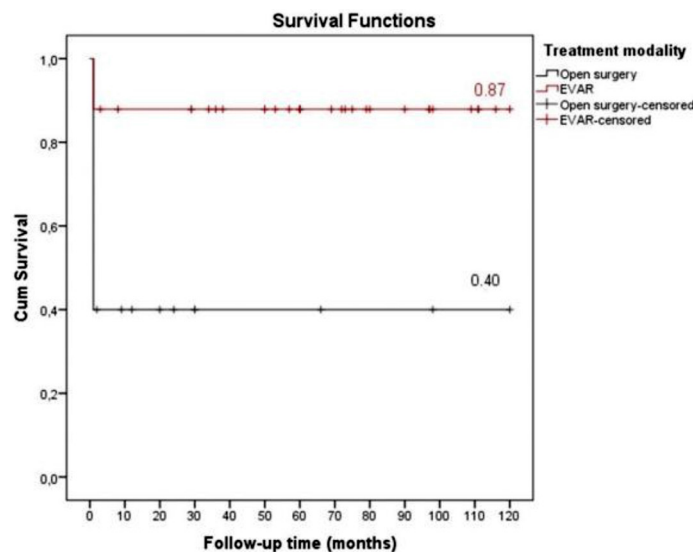 Survival Functions
Treatment modality
Open surgery
EVAR
Open surgery-censored
EVAR-censored
1,0
0,8
0,6
0,4
0,2
0,0
0.87
0.40
Cum Survival
0 10 20 30 40 50 60 70 80 90 100 110 120
Follow-up time (months)